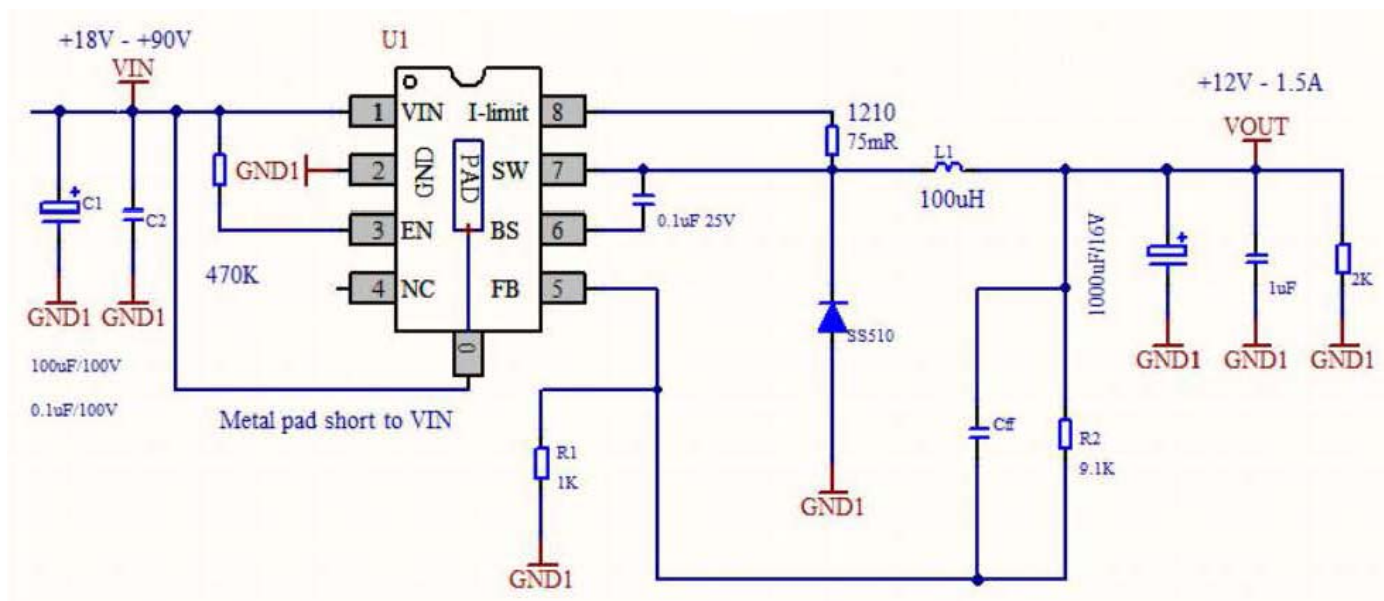 +18V - +90V
VIN
U1
1
VIN
I-limit
8
GND1
2
GND
PAD
SW
7
3
EN
BS
6
4
NC
FB
5
0
470K
C1
C2
GND1
GND1
100uF/100V
0.1uF/100V
Metal pad short to VIN
0.1uF 25V
1210
75mR
L1
100uH
SS510
GND1
R1
1K
GND1
Cff
R2
9.1K
1000uF/16V
+12V - 1.5A
VOUT
1uF
2K
GND1
GND1
GND1